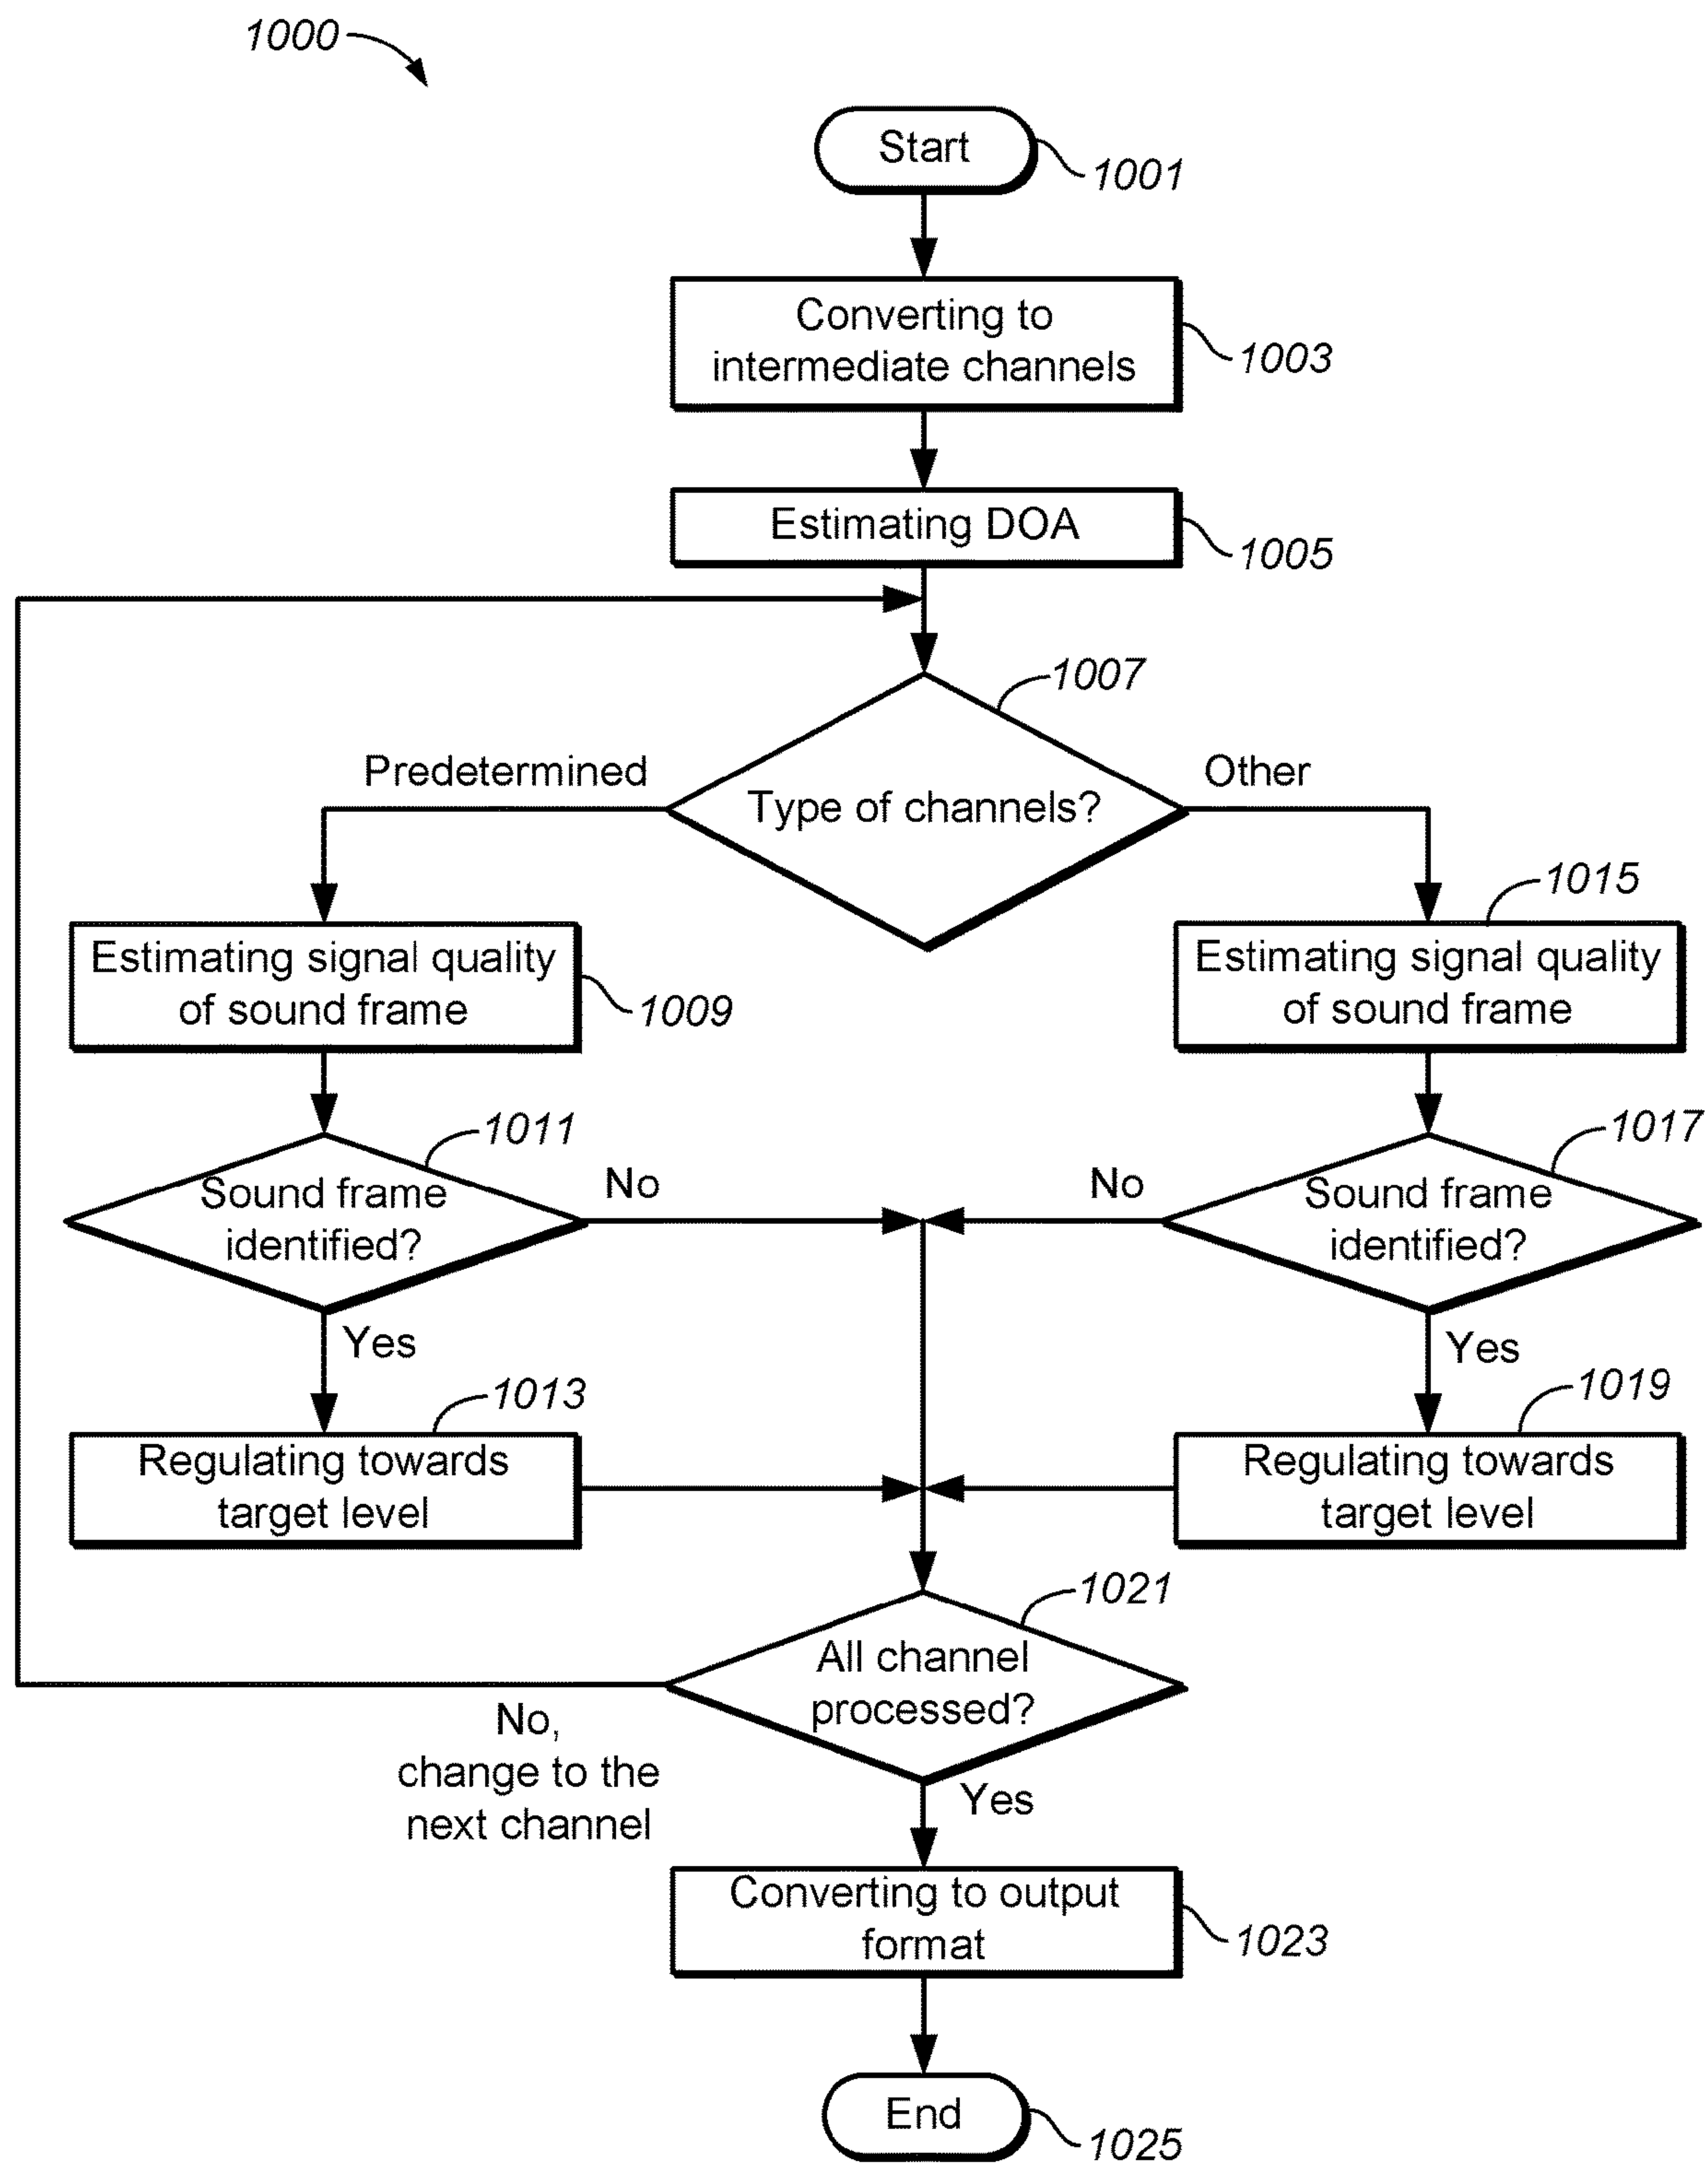 1000
Start
1001
Converting to
intermediate channels
1003
Estimating DOA
1005
1007
Predetermined
Other
Type of channels?
1015
Estimating signal quality
of sound frame
1009
Estimating signal quality
of sound frame
1011
1017
Sound frame
identified?
No
No
Sound frame
identified?
Yes
Yes
1013
1019
Regulating towards
target level
Regulating towards
target level
1021
All channel
processed?
No,
change to the
next channel
Yes
Converting to output
format
1023
End
1025